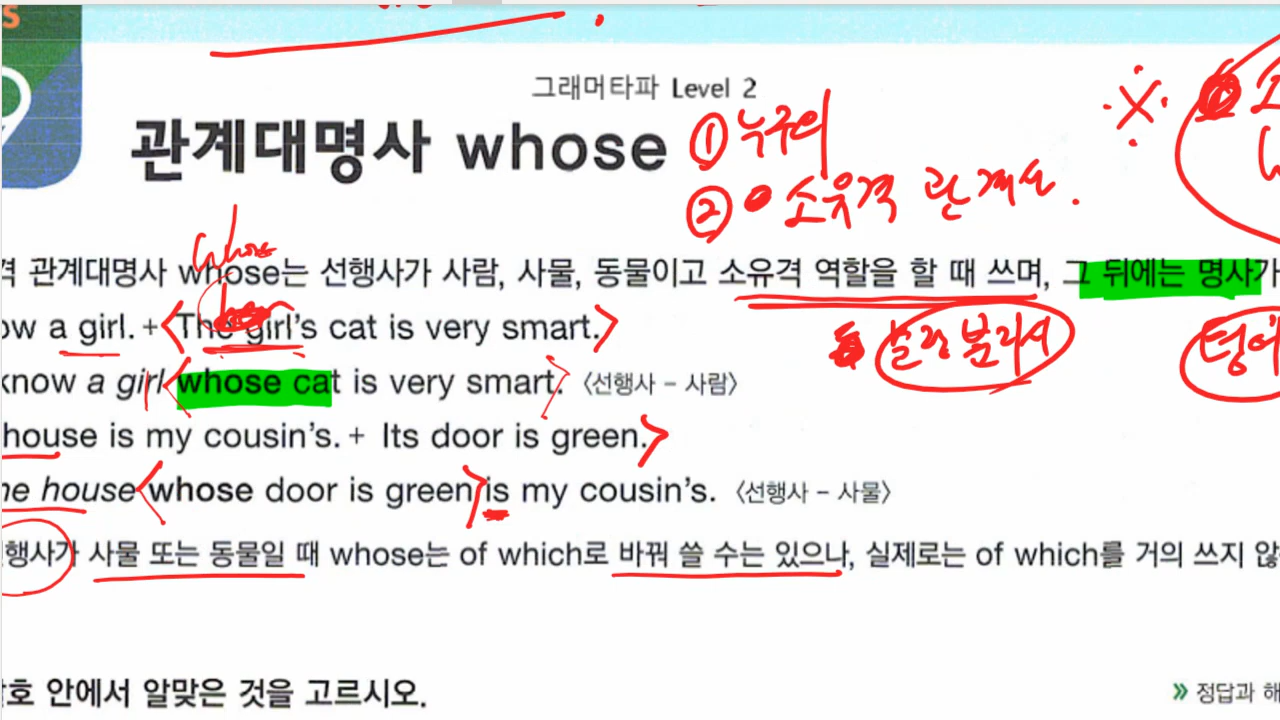 그래머타파 Level 2
관계대명사 whose ① 누구의
② 소유격 관계
격 관계대명사 whose는 선행사가 사람, 사물, 동물이고 소유격 역할을 할 때 쓰며, 그 뒤에는 명사가
ow a girl. + The girl's cat is very smart.
know a girl whose cat is very smart. 〈선행사 – 사람〉
house is my cousin's. + Its door is green.
he house whose door is green is my cousin's. 〈선행사 – 사물〉
행사가 사물 또는 동물일 때 whose는 of which로 바꿔 쓸 수는 있으나, 실제로는 of which를 거의 쓰지 않
호 안에서 알맞은 것을 고르시오.
» 정답과 해